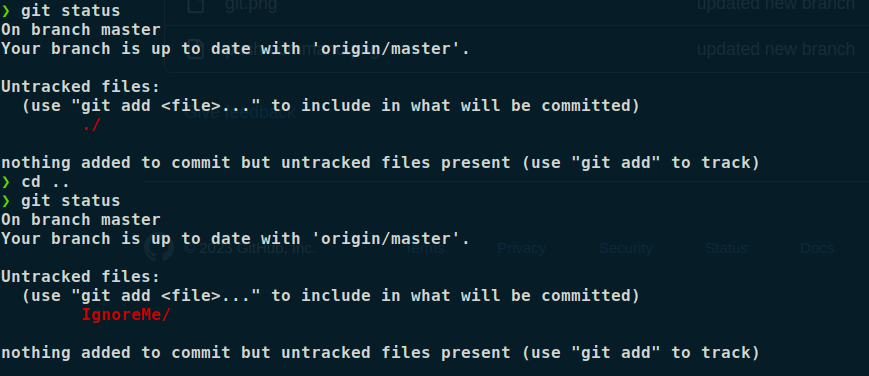 git.png updated new branch
❯ git status
On branch master
Your branch is up to date with 'origin/master'.
updated new branch
Untracked files:
(use "git add <file>..." to include in what will be committed)
Give feedback
./
nothing added to commit but untracked files present (use "git add" to track)
❯ cd ..
❯ git status
On branch master
Your branch is up to date with 'origin/master'.
© 2023 GitHub, Inc. Terms Privacy Security Status Docs
Untracked files:
(use "git add <file>..." to include in what will be committed)
IgnoreMe/
nothing added to commit but untracked files present (use "git add" to track)